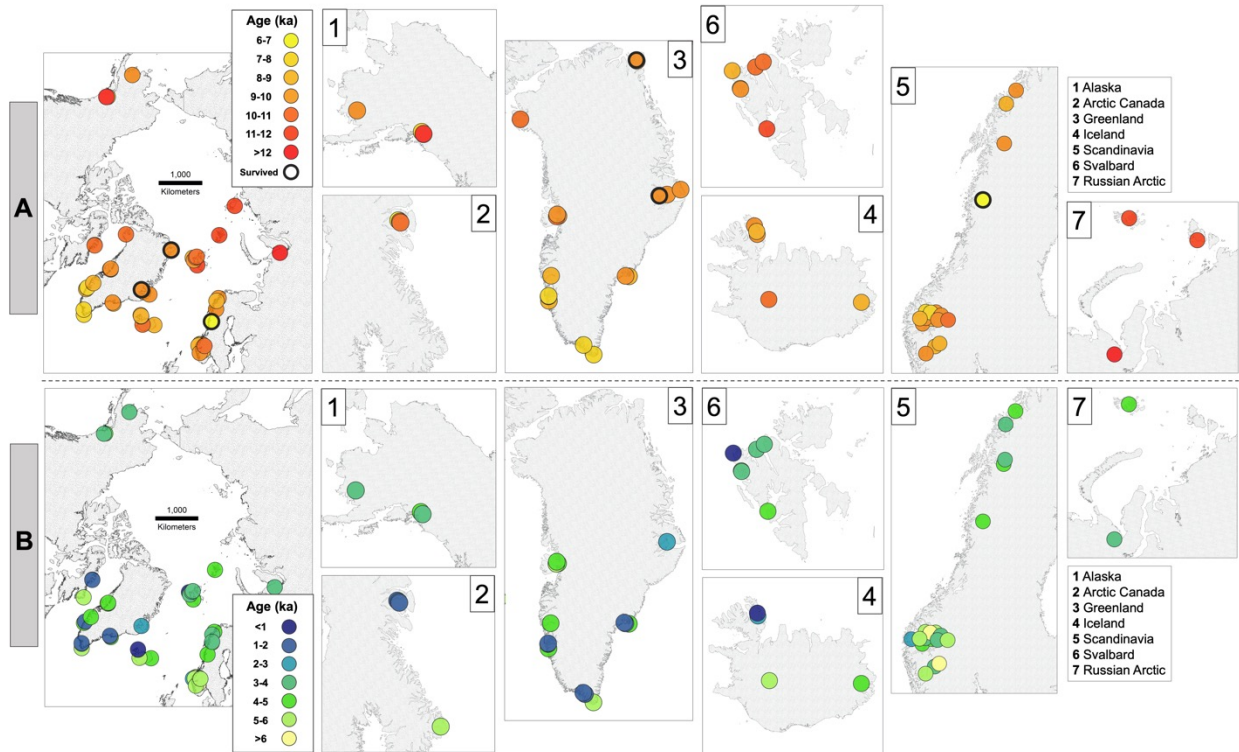 A
Age (ka)
6-7
7-8
8-9
9-10
10-11
11-12
>12
Survived
1,000
Kilometers
1
2
3
6
4
5
1 Alaska
2 Arctic Canada
3 Greenland
4 Iceland
5 Scandinavia
6 Svalbard
7 Russian Arctic
7
B
1,000
Kilometers
Age (ka)
<1
1-2
2-3
3-4
4-5
5-6
>6
1
2
3
6
4
5
7
1 Alaska
2 Arctic Canada
3 Greenland
4 Iceland
5 Scandinavia
6 Svalbard
7 Russian Arctic